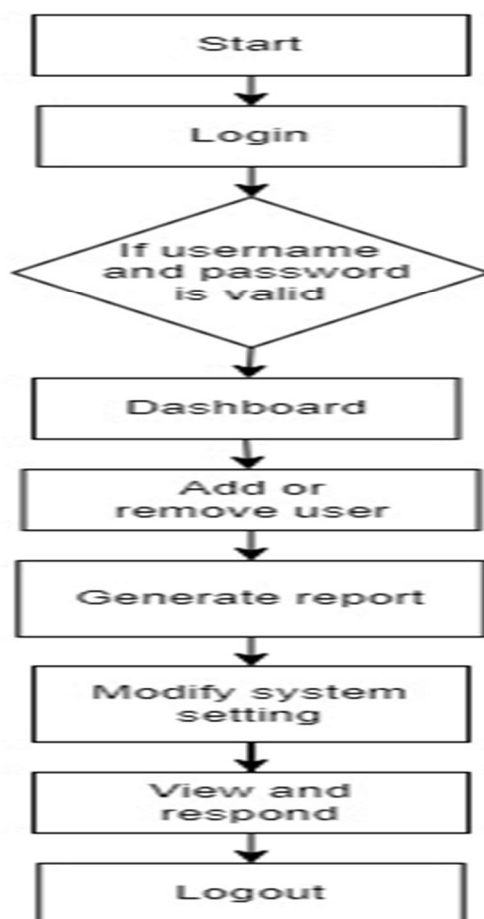 Start
Login
If username
and password
is valid
Dashboard
Add or
remove user
Generate report
Modify system
setting
View and
respond
Logout